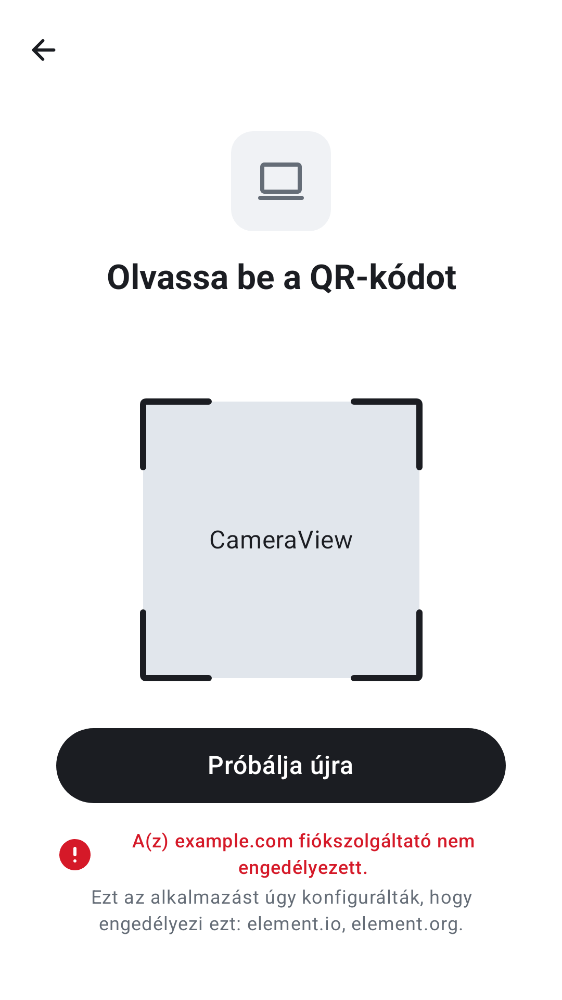 Olvassa be a QR-kódot
CameraView
Próbálja újra
A(z) example.com fiókszolgáltató nem
engedélyezett.
Ezt az alkalmazást úgy konfigurálták, hogy
engedélyezi ezt: element.io, element.org.